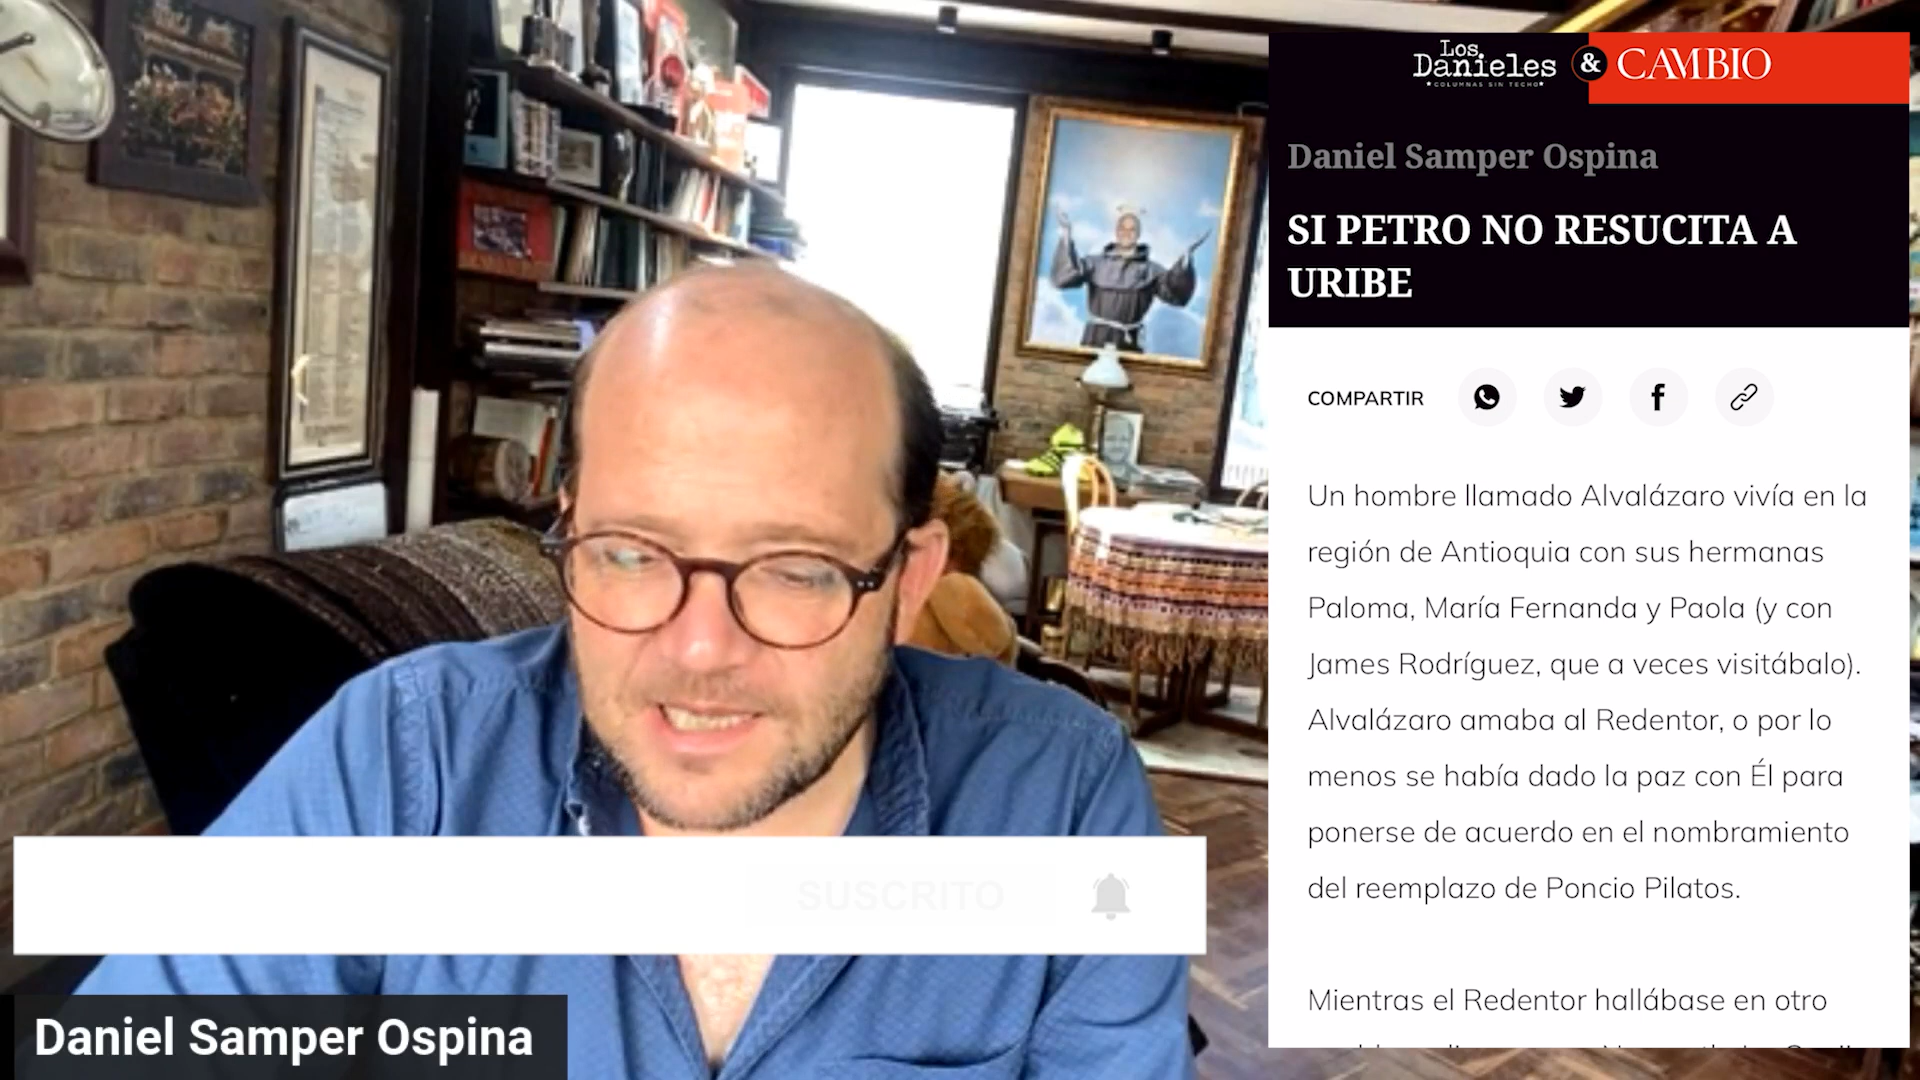 Los
Danieles & CAMBIO
*COLUMNAS SIN TECHO*
Daniel Samper Ospina
SI PETRO NO RESUCITA A
URIBE
COMPARTIR
Un hombre llamado Alvalázaro vivía en la
región de Antioquia con sus hermanas
Paloma, María Fernanda y Paola (y con
James Rodríguez, que a veces visitábalo).
Alvalázaro amaba al Redentor, o por lo
menos se había dado la paz con Él para
ponerse de acuerdo en el nombramiento
del reemplazo de Poncio Pilatos.
Mientras el Redentor hallábase en otro
SUSCRITO
Daniel Samper Ospina